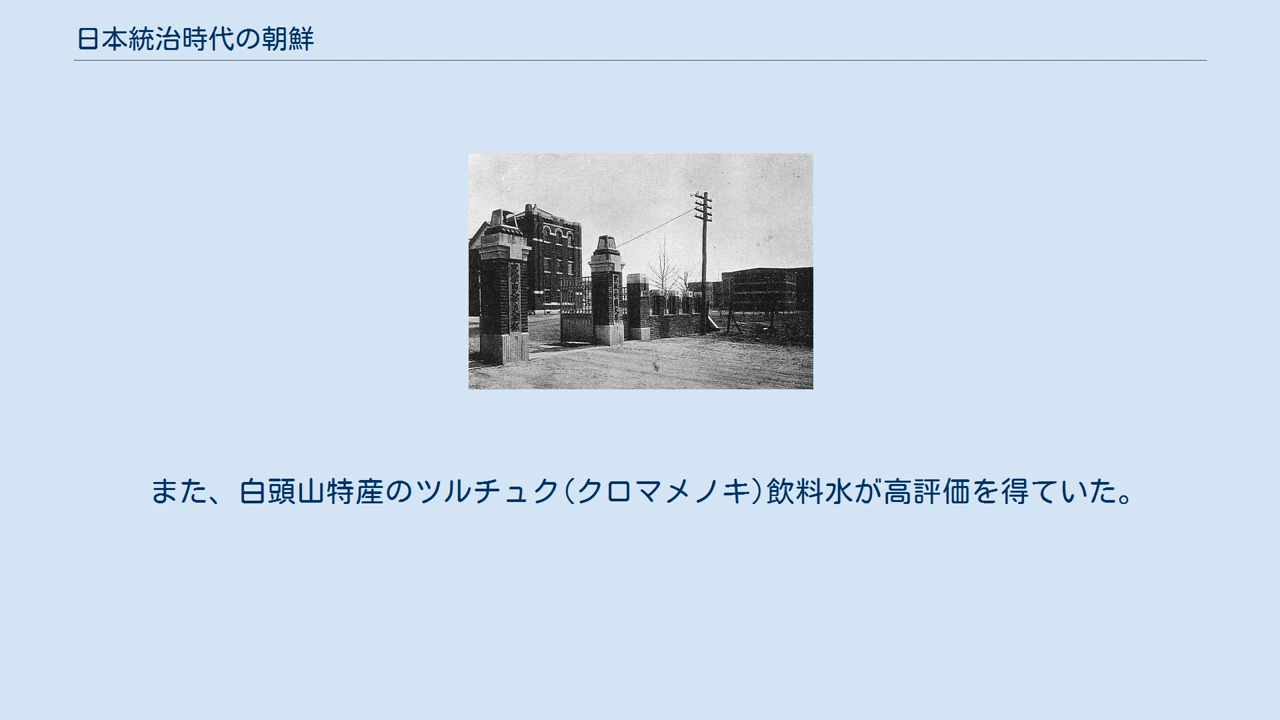 日本統治時代の朝鮮
また、白頭山特産のツルチュク(クロマメノキ)飲料水が高評価を得ていた。